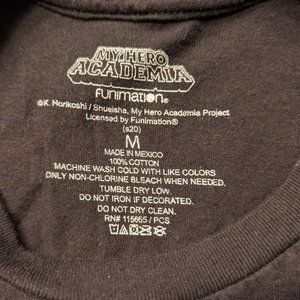 MY HERO
ACADEMIA
FUNIMATION®
©K. Horikoshi / Shueisha, My Hero Academia Project
Licensed by Funimation®
(s20)
M
MADE IN MEXICO
100% COTTON
MACHINE WASH COLD WITH LIKE COLORS
ONLY NON-CHLORINE BLEACH WHEN NEEDED.
TUMBLE DRY LOW.
DO NOT IRON IF DECORATED.
DO NOT DRY CLEAN.
RN# 115665 / PCS